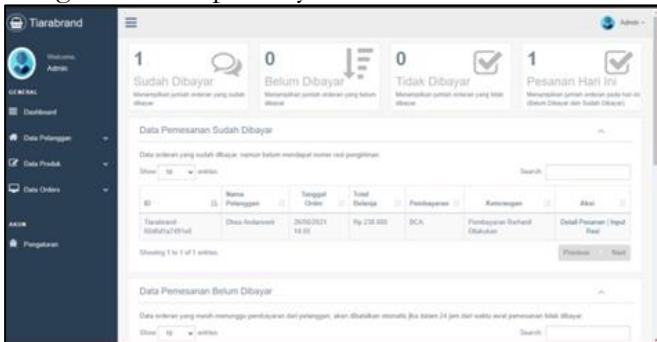 Tiarabrand
Admin
Welcome,
Admin
GENERAL
Dashboard
Data Pelanggan
Data Produk
Data Orders
AKUN
Pengaturan
1
Sudah Dibayar
Menampilkan jumlah orderan yang sudah
dibayar
0
Belum Dibayar
Menampilkan jumlah orderan yang belum
dibayar
0
Tidak Dibayar
Menampilkan jumlah orderan yang tidak
dibayar
1
Pesanan Hari Ini
Menampilkan jumlah orderan pada hari ini
(Belum Dibayar dan Sudah Dibayar)
Data Pemesanan Sudah Dibayar
Data orderan yang sudah dibayar, namun belum mendapat nomer resi pengiriman.
Show 10 entries Search:
ID Nama Pelanggan Tanggal Order Total Belanja Pembayaran Keterangan Aksi
Tiarabrand Dhea Andarweni 26/06/2021 14.01 Rp 238.000 BCA Pembayaran Berhasil Dilakukan Detail Pesanan | Input Resi
Showing 1 to 1 of 1 entries
Previous 1 Next
Data Pemesanan Belum Dibayar
Data orderan yang masih menunggu pembayaran dari pelanggan, akan dibatalkan otomatis jika dalam 24 jam dari waktu awal pemesanan tidak dibayar.
Show 10 entries Search: